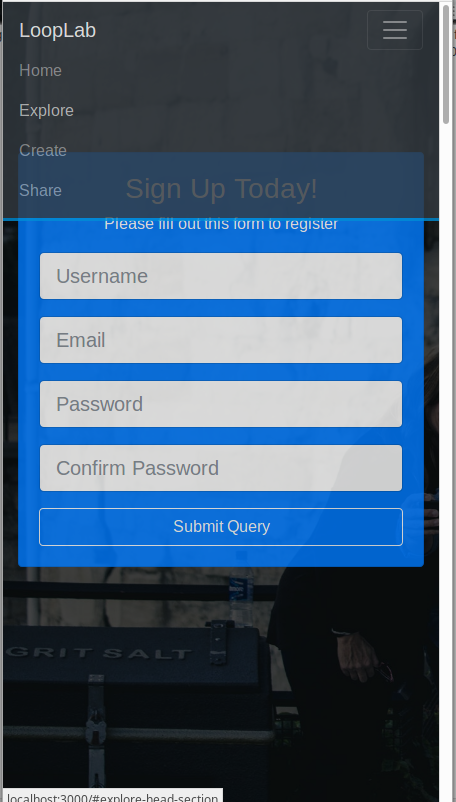 LoopLab
Home
Explore
Create
Share
Sign Up Today!
Please fill out this form to register
Username
Email
Password
Confirm Password
Submit Query
GRIT SALT
localhost:3000/#explore-head-section